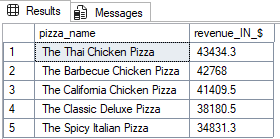 Results Messages
pizza_name revenue_IN_$
1 The Thai Chicken Pizza 43434.3
2 The Barbecue Chicken Pizza 42768
3 The California Chicken Pizza 41409.5
4 The Classic Deluxe Pizza 38180.5
5 The Spicy Italian Pizza 34831.3